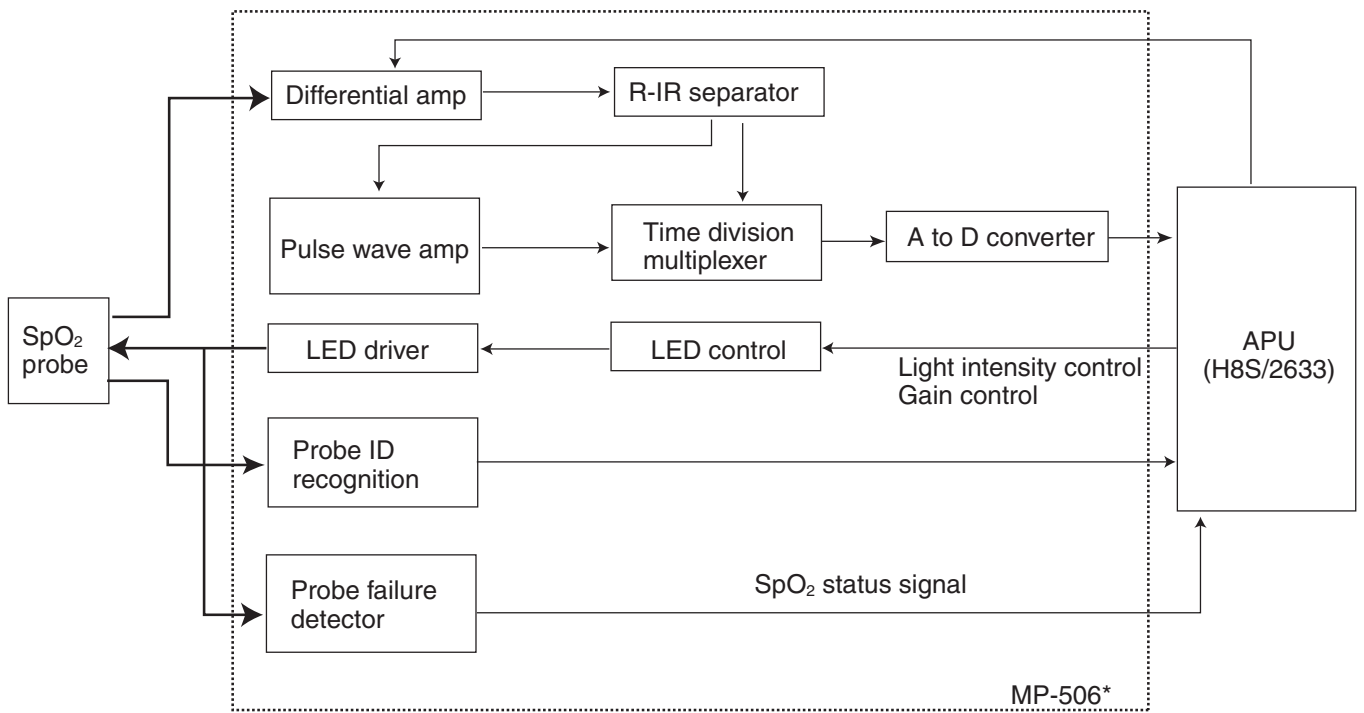 Differential amp
R-IR separator
Pulse wave amp
Time division
multiplexer
A to D converter
SpO₂
probe
LED driver
LED control
Light intensity control
Gain control
APU
(H8S/2633)
Probe ID
recognition
Probe failure
detector
SpO₂ status signal
MP-506*